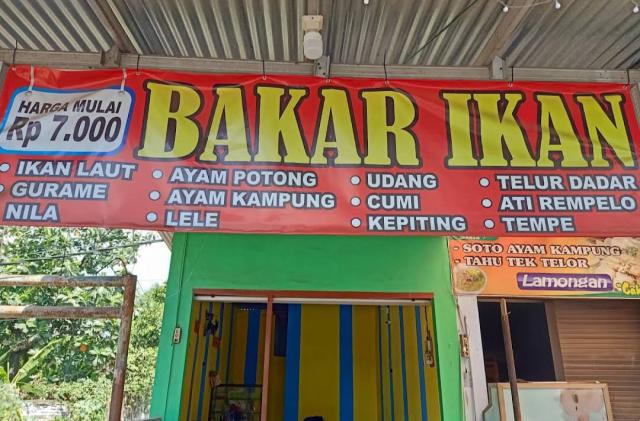 HARGA MULAI
Rp 7.000
BAKAR IKAN
• IKAN LAUT
• GURAME
NILA
• AYAM POTONG
• AYAM KAMPUNG
• LELE
• UDANG
• CUMI
• KEPITING
• TELUR DADAR
• ATI REMPELO
• TEMPE
- SOTO AYAM KAMPUNG
- TAHU TEK TELOR
Lamongan